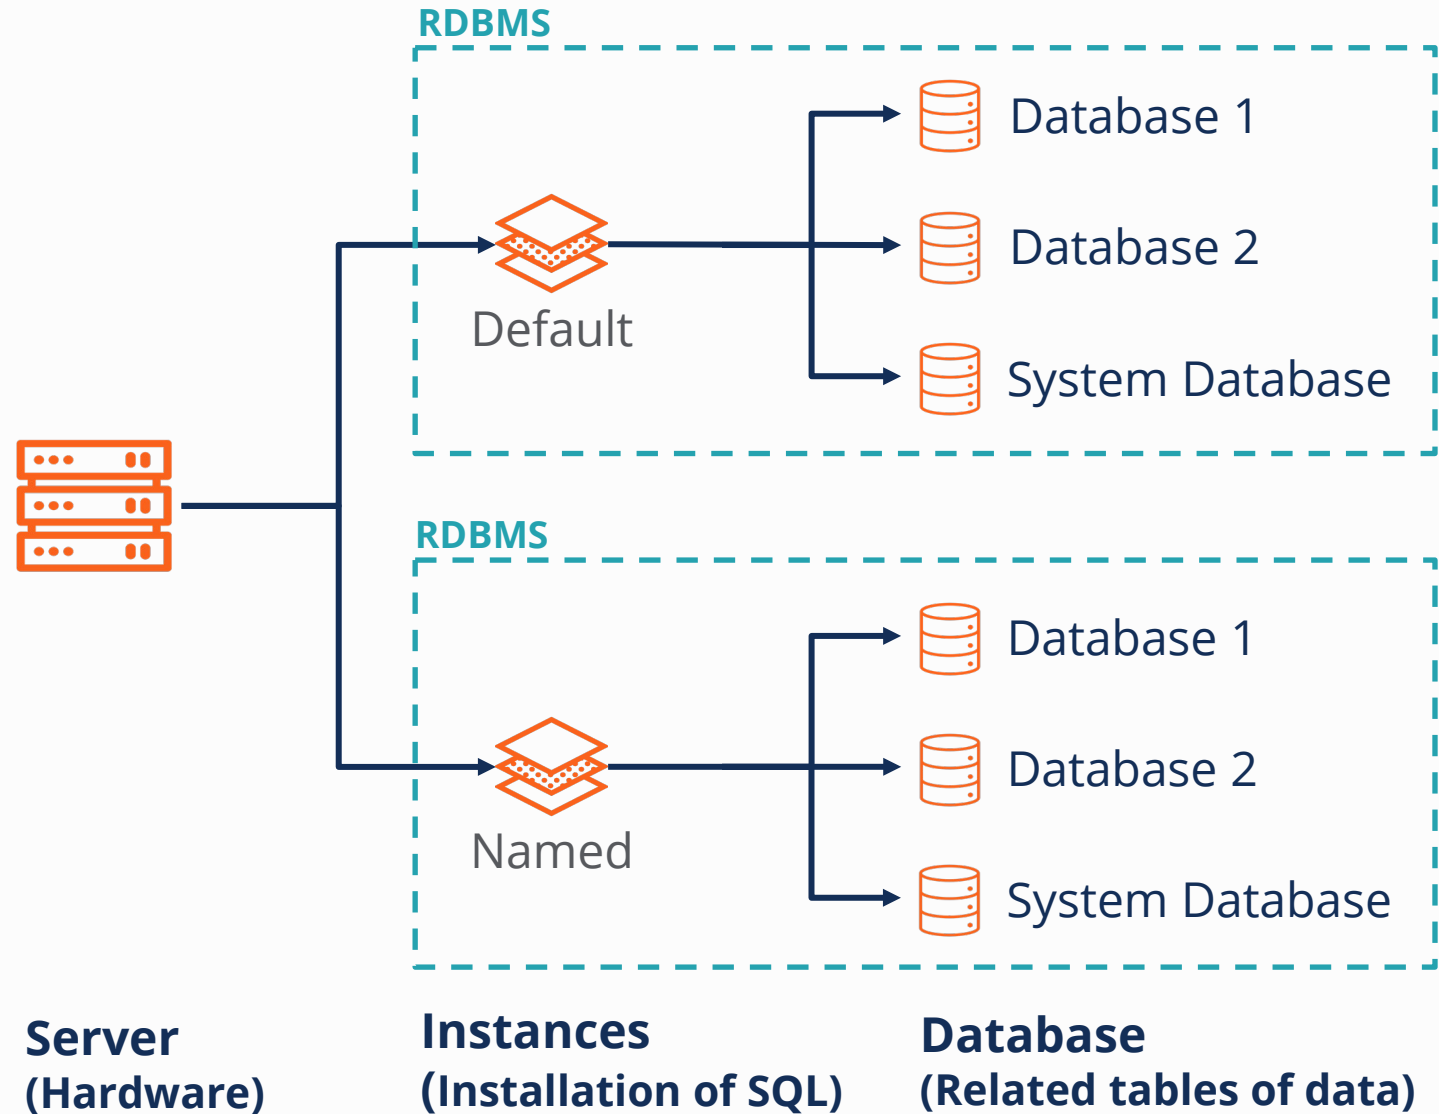 RDBMS
Database 1
Database 2
Default
System Database
RDBMS
Database 1
Database 2
Named
System Database
Server
(Hardware)
Instances
(Installation of SQL)
Database
(Related tables of data)